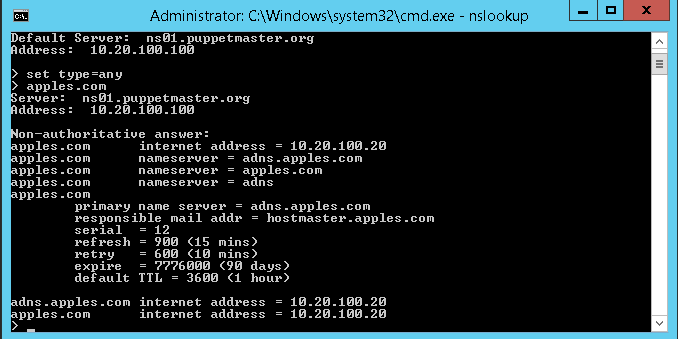 Administrator: C:\Windows\system32\cmd.exe - nslookup
Default Server:  ns01.puppetmaster.org
Address:  10.20.100.100
> set type=any
> apples.com
Server:  ns01.puppetmaster.org
Address:  10.20.100.100
Non-authoritative answer:
apples.com      internet address = 10.20.100.20
apples.com      nameserver = adns.apples.com
apples.com      nameserver = apples.com
apples.com      nameserver = adns
apples.com
        primary name server = adns.apples.com
        responsible mail addr = hostmaster.apples.com
        serial  = 12
        refresh = 900 (15 mins)
        retry   = 600 (10 mins)
        expire  = 7776000 (90 days)
        default TTL = 3600 (1 hour)
adns.apples.com internet address = 10.20.100.20
apples.com      internet address = 10.20.100.20
> _